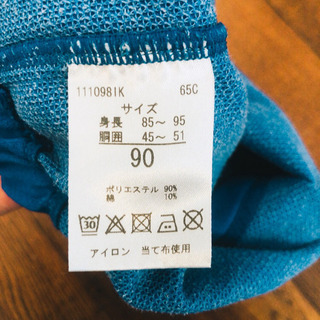 1110981K 65C
サイズ
身長 85～ 95
胴囲 45～ 51
90
ポリエステル 90%
綿 10%
30
アイロン 当て布使用